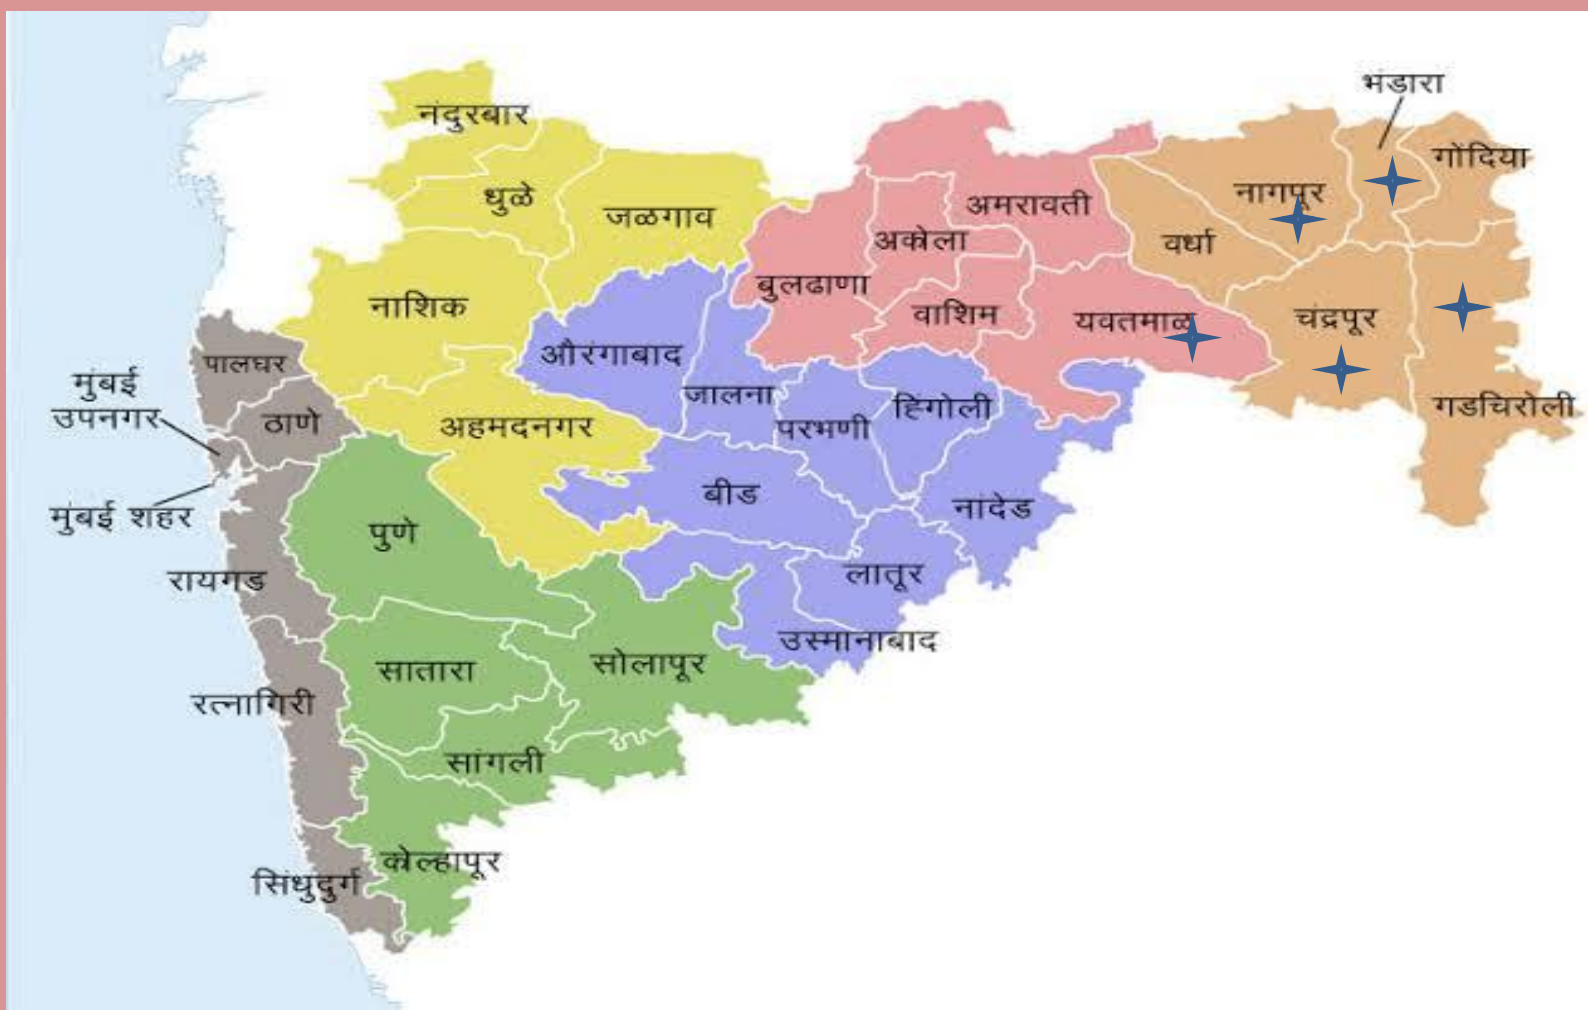 भंडारा
नंदुरबार
गोंदिया
धुळे
जळगाव
नागपूर
अमरावती
अकोला
वर्धा
बुलढाणा
नाशिक
वाशिम
यवतमाळ
चंद्रपूर
पालघर
औरंगाबाद
मुंबई
उपनगर
जालना
हिंगोली
गडचिरोली
ठाणे
अहमदनगर
परभणी
बीड
नांदेड
मुंबई शहर
पुणे
रायगड
लातूर
उस्मानाबाद
सातारा
सोलापूर
रत्नागिरी
सांगली
कोल्हापूर
सिंधुदुर्ग